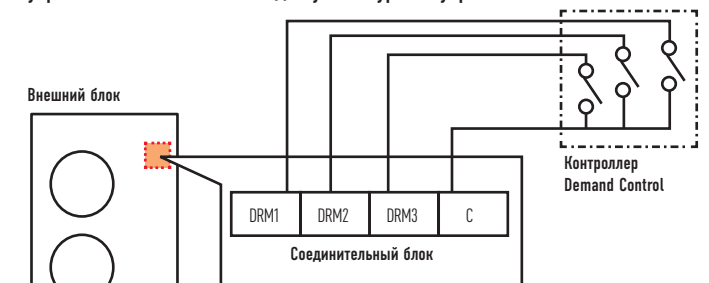 Внешний блок
Контроллер
Demand Control
DRM1 DRM2 DRM3 C
Соединительный блок